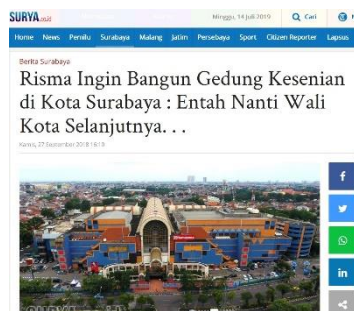 SURYA.co.id
Minggu, 14 Juli 2019
Cari
Home News Pemilu Surabaya Malang Jatim Persebaya Sport Citizen Reporter Lapsus
Berita Surabaya
Risma Ingin Bangun Gedung Kesenian
di Kota Surabaya : Entah Nanti Wali
Kota Selanjutnya. . .
Kamis, 27 September 2018 16:13